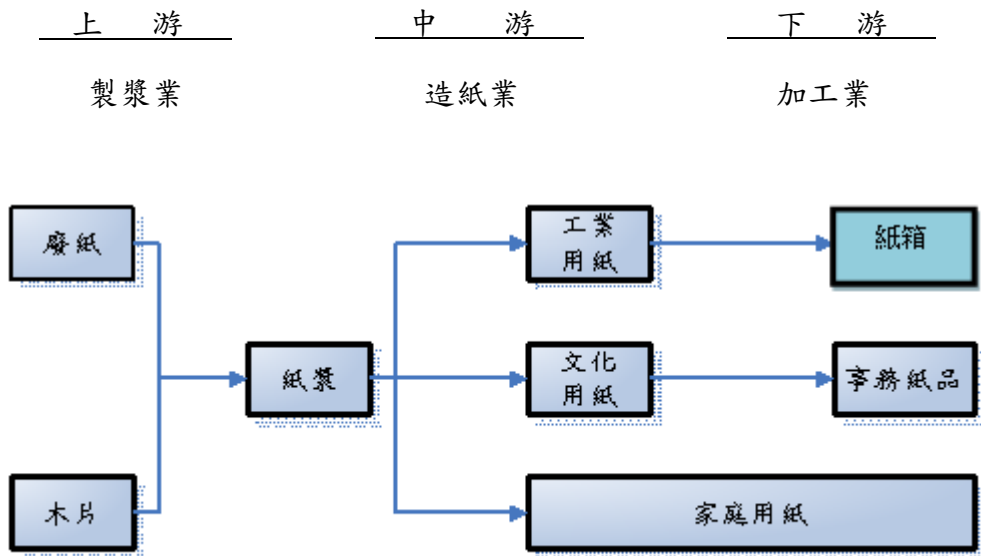 上 游
中 游
下 游
製漿業
造紙業
加工業
廢紙
工業
用紙
紙箱
紙漿
文化
用紙
事務紙品
木片
家庭用紙